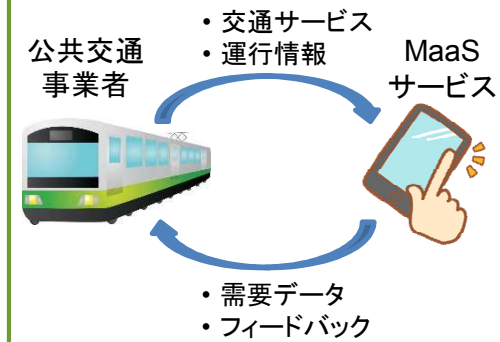 公共交通
事業者
• 交通サービス
• 運行情報
MaaS
サービス
• 需要データ
• フィードバック